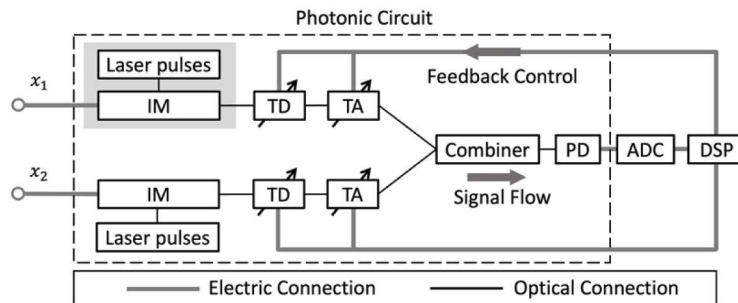 Photonic Circuit
x₁
Laser pulses
IM
TD
TA
Feedback Control
Combiner
PD
ADC
DSP
Signal Flow
x₂
IM
TD
TA
Laser pulses
Electric Connection
Optical Connection